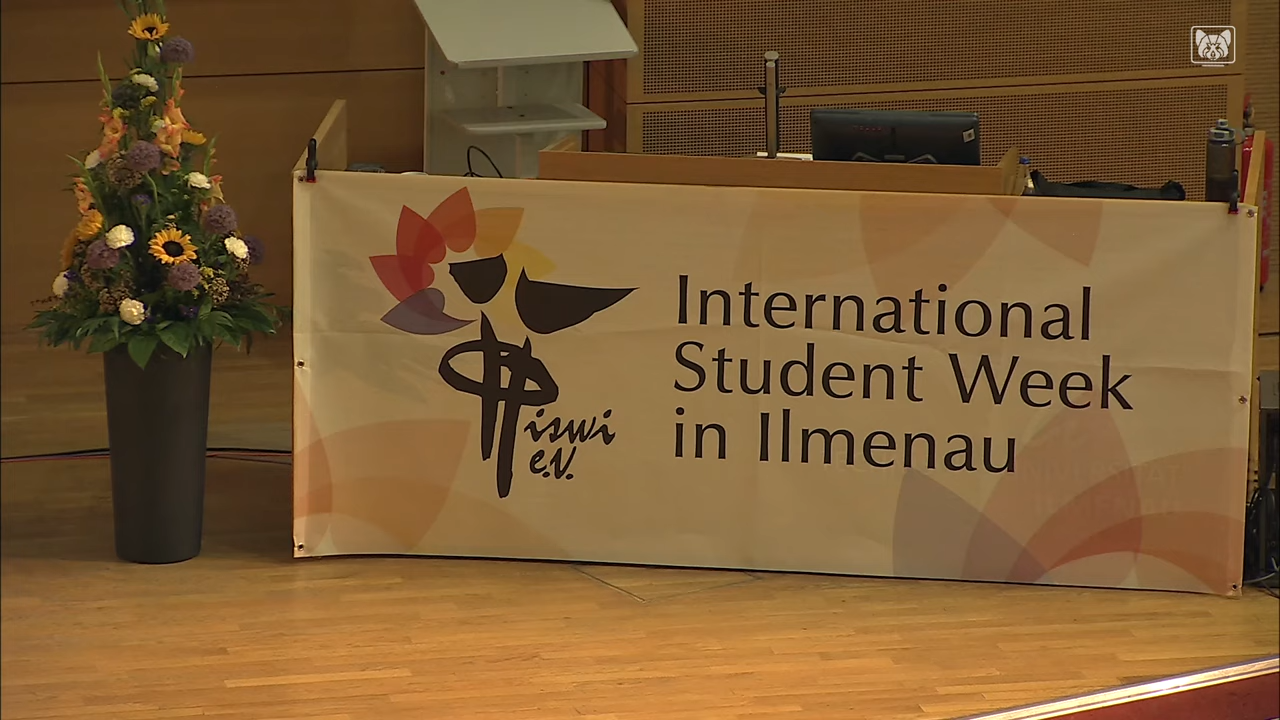 International
Student Week
in Ilmenau
iswi
e.V.